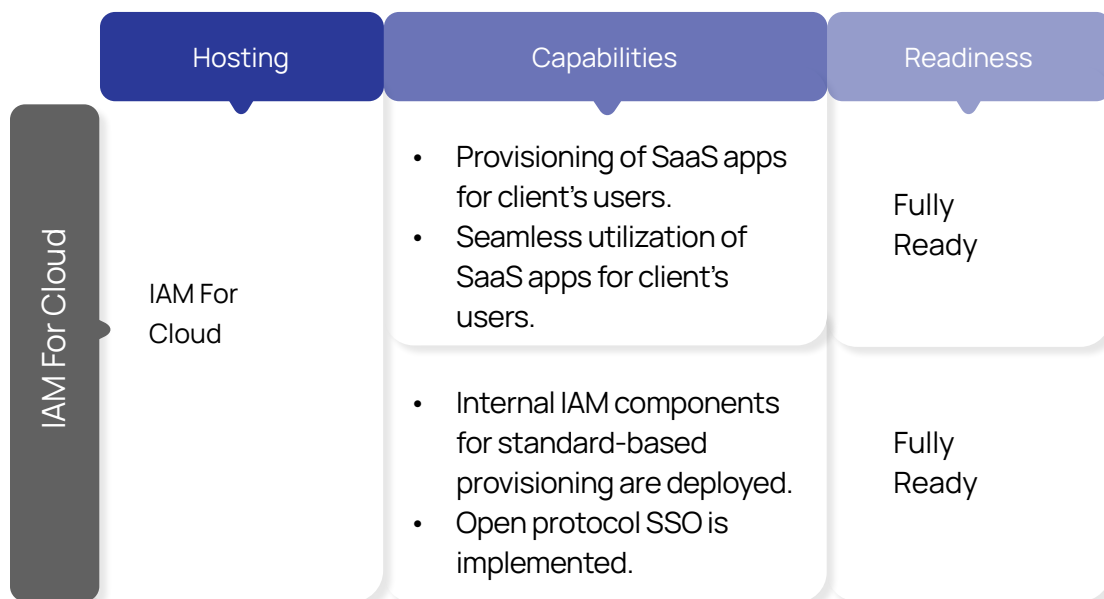 Hosting
Capabilities
Readiness
IAM For Cloud
IAM For
Cloud
• Provisioning of SaaS apps
for client’s users.
• Seamless utilization of
SaaS apps for client’s
users.
Fully
Ready
• Internal IAM components
for standard-based
provisioning are deployed.
• Open protocol SSO is
implemented.
Fully
Ready